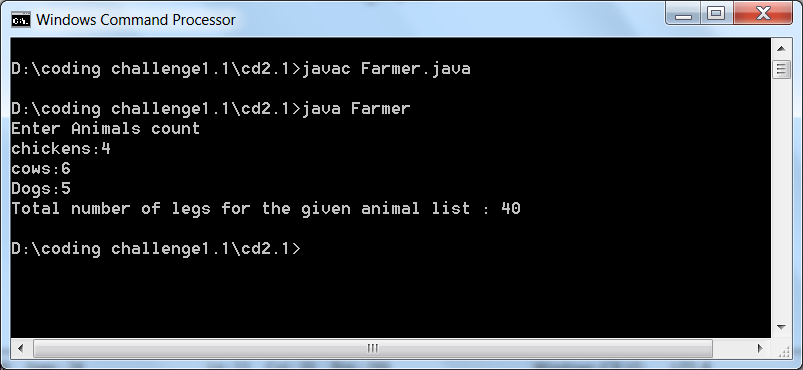 Windows Command Processor
D:\coding challenge1.1\cd2.1>javac Farmer.java
D:\coding challenge1.1\cd2.1>java Farmer
Enter Animals count
chickens:4
cows:6
Dogs:5
Total number of legs for the given animal list : 40
D:\coding challenge1.1\cd2.1>